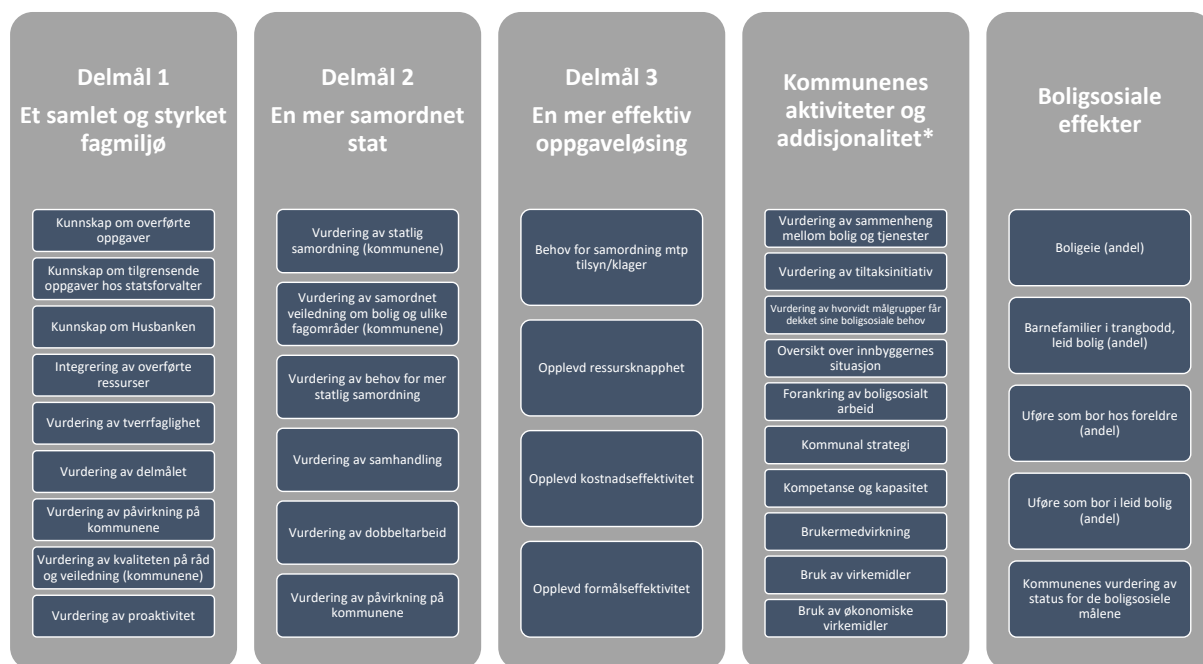 Delmål 1
Et samlet og styrket
fagmiljø
Kunnskap om overførte
oppgaver
Kunnskap om tilgrensende
oppgaver hos statsforvalter
Kunnskap om Husbanken
Integrering av overførte
ressurser
Vurdering av tverrfaglighet
Vurdering av delmålet
Vurdering av påvirkning på
kommunene
Vurdering av kvaliteten på råd
og veiledning (kommunene)
Vurdering av proaktivitet
Delmål 2
En mer samordnet
stat
Vurdering av statlig
samordning (kommunene)
Vurdering av samordnet
veiledning om bolig og ulike
fagområder (kommunene)
Vurdering av behov for mer
statlig samordning
Vurdering av samhandling
Vurdering av dobbeltarbeid
Vurdering av påvirkning på
kommunene
Delmål 3
En mer effektiv
oppgaveløsing
Behov for samordning mtp
tilsyn/klager
Opplevd ressursknapphet
Opplevd kostnadseffektivitet
Opplevd formålseffektivitet
Kommunenes
aktiviteter og
addisjonalitet*
Vurdering av sammenheng
mellom bolig og tjenester
Vurdering av tiltaksinitiativ
Vurdering av hvorvidt målgrupper får
dekket sine boligsosiale behov
Oversikt over innbyggernes
situasjon
Forankring av boligsosialt
arbeid
Kommunal strategi
Kompetanse og kapasitet
Brukermedvirkning
Bruk av virkemidler
Bruk av økonomiske
virkemidler
Boligsosiale
effekter
Boligeie (andel)
Barnefamilier i trangbodd,
leid bolig (andel)
Uføre som bor hos foreldre
(andel)
Uføre som bor i leid bolig
(andel)
Kommunenes vurdering av
status for de boligsosiele
målene